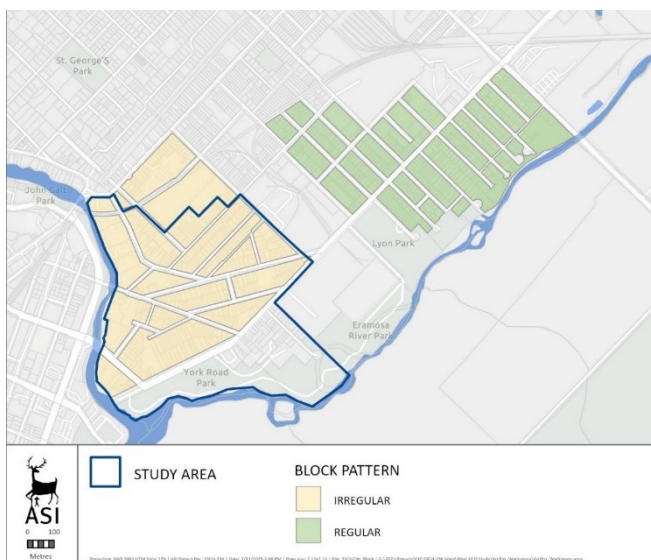 St. George'S
Park
John Galt
Park
Lyon Park
Eramosa
River Park
York Road
Park
ASI
0 100
Metres
STUDY AREA
BLOCK PATTERN
IRREGULAR
REGULAR